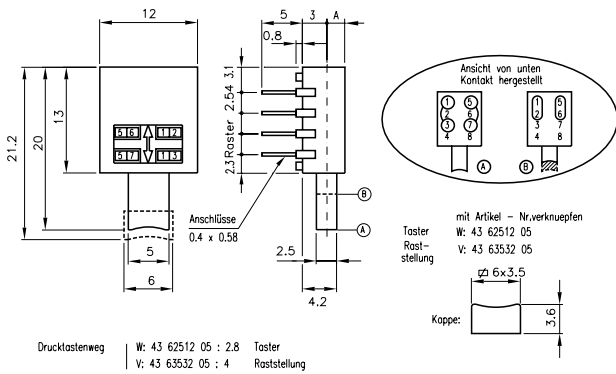 12
5
3
A
0.8
3.1
2.54
Raster
2.3
21.2
20
13
5 6
1 2
5 7
1 3
Anschlüsse
0.4 x 0.58
B
A
5
6
2.5
4.2
Ansicht von unten
Kontakt hergestellt
1 5
2 6
3 7
4 8
A
1 5
2 6
3 7
4 8
B
mit Artikel - Nr.verknuepfen
Taster W: 43 62512 05
Rast-
stellung
V: 43 63532 05
6x3.5
Kappe:
3.6
Drucktastenweg W: 43 62512 05 : 2.8 Taster
V: 43 63532 05 : 4 Raststellung